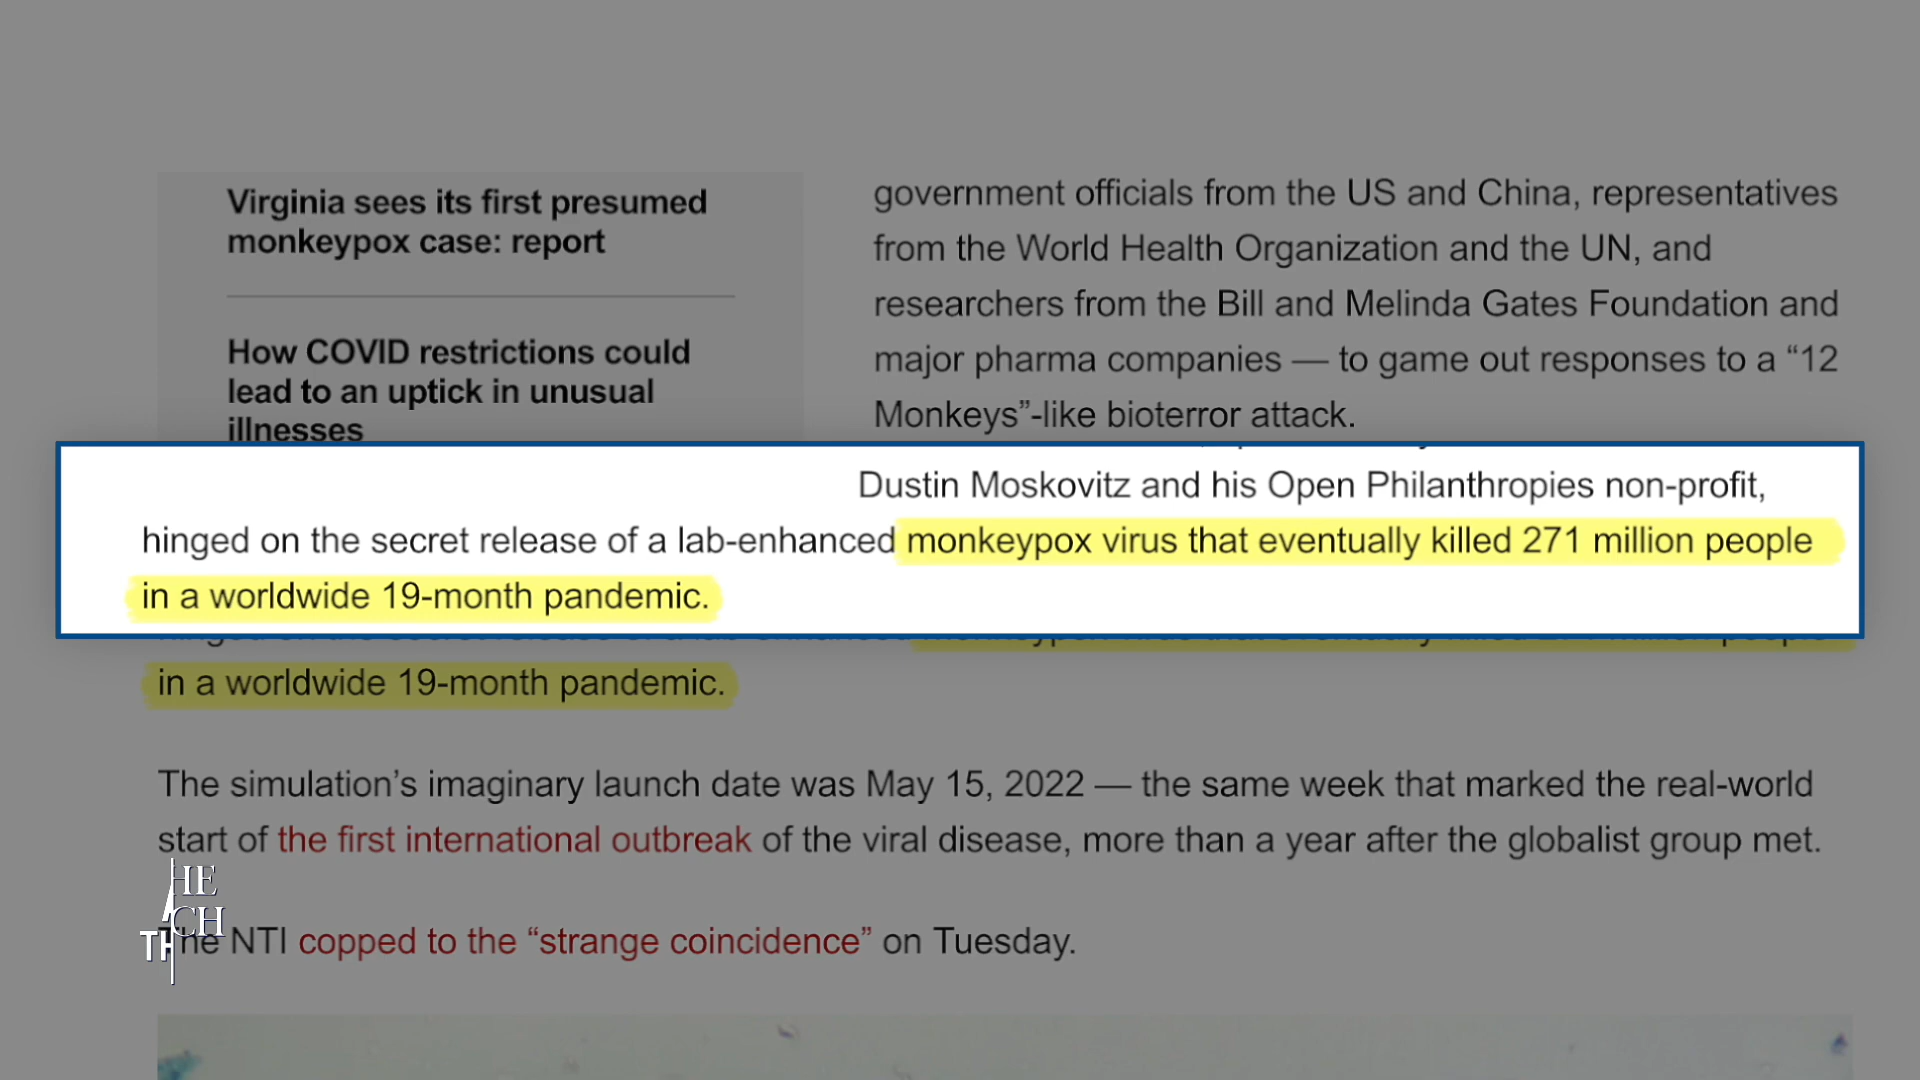 Virginia sees its first presumed
monkeypox case: report
How COVID restrictions could
lead to an uptick in unusual
illnesses
government officials from the US and China, representatives
from the World Health Organization and the UN, and
researchers from the Bill and Melinda Gates Foundation and
major pharma companies — to game out responses to a “12
Monkeys”-like bioterror attack.
Dustin Moskovitz and his Open Philanthropies non-profit,
hinged on the secret release of a lab-enhanced monkeypox virus that eventually killed 271 million people
in a worldwide 19-month pandemic.
in a worldwide 19-month pandemic.
The simulation’s imaginary launch date was May 15, 2022 — the same week that marked the real-world
start of the first international outbreak of the viral disease, more than a year after the globalist group met.
The NTI copped to the “strange coincidence” on Tuesday.
HE
CH
TH